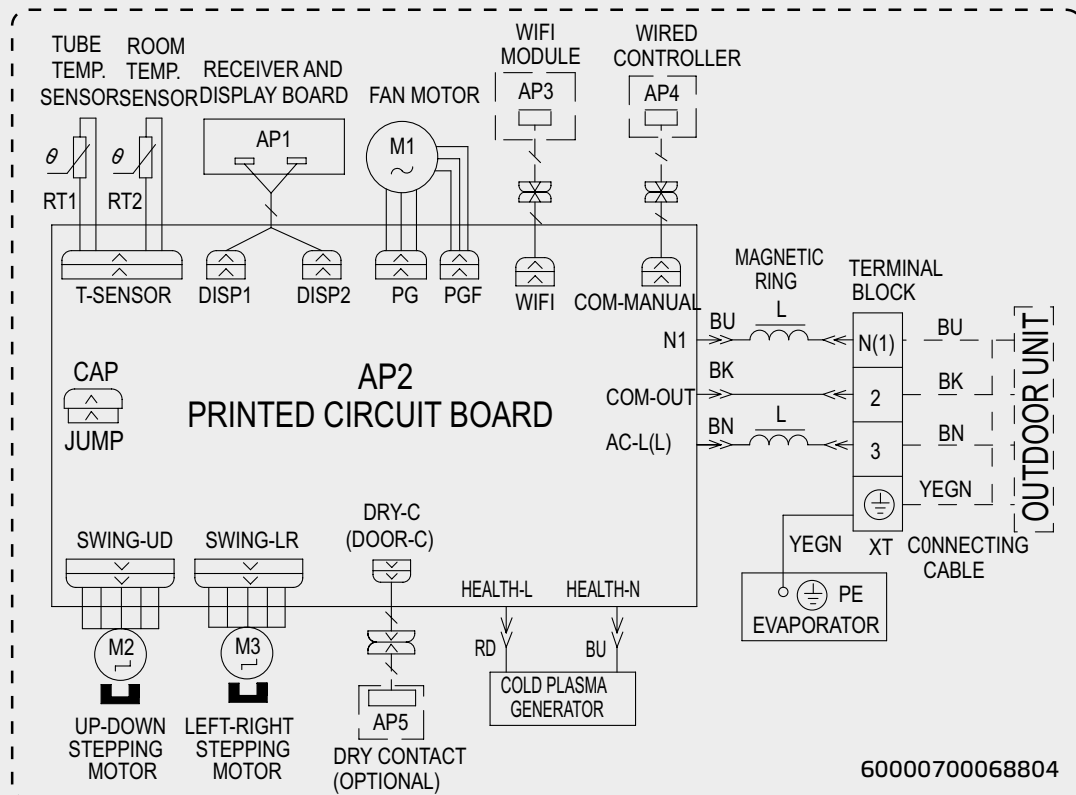 TUBE
TEMP.
SENSOR
ROOM
TEMP.
SENSOR
RECEIVER AND
DISPLAY BOARD
FAN MOTOR
WIFI
MODULE
WIRED
CONTROLLER
AP1
M1
AP3
AP4
θ
RT1
θ
RT2
T-SENSOR
DISP1
DISP2
PG
PGF
WIFI
COM-MANUAL
MAGNETIC
RING
TERMINAL
BLOCK
N1
BU
L
N(1)
BU
CAP
JUMP
AP2
PRINTED CIRCUIT BOARD
COM-OUT
BK
2
BK
AC-L(L)
BN
L
3
BN
YEGN
OUTDOOR UNIT
YEGN
XT
C0NNECTING
CABLE
PE
EVAPORATOR
SWING-UD
SWING-LR
DRY-C
(DOOR-C)
HEALTH-L
HEALTH-N
M2
M3
RD
BU
COLD PLASMA
GENERATOR
AP5
UP-DOWN
STEPPING
MOTOR
LEFT-RIGHT
STEPPING
MOTOR
DRY CONTACT
(OPTIONAL)
60000700068804